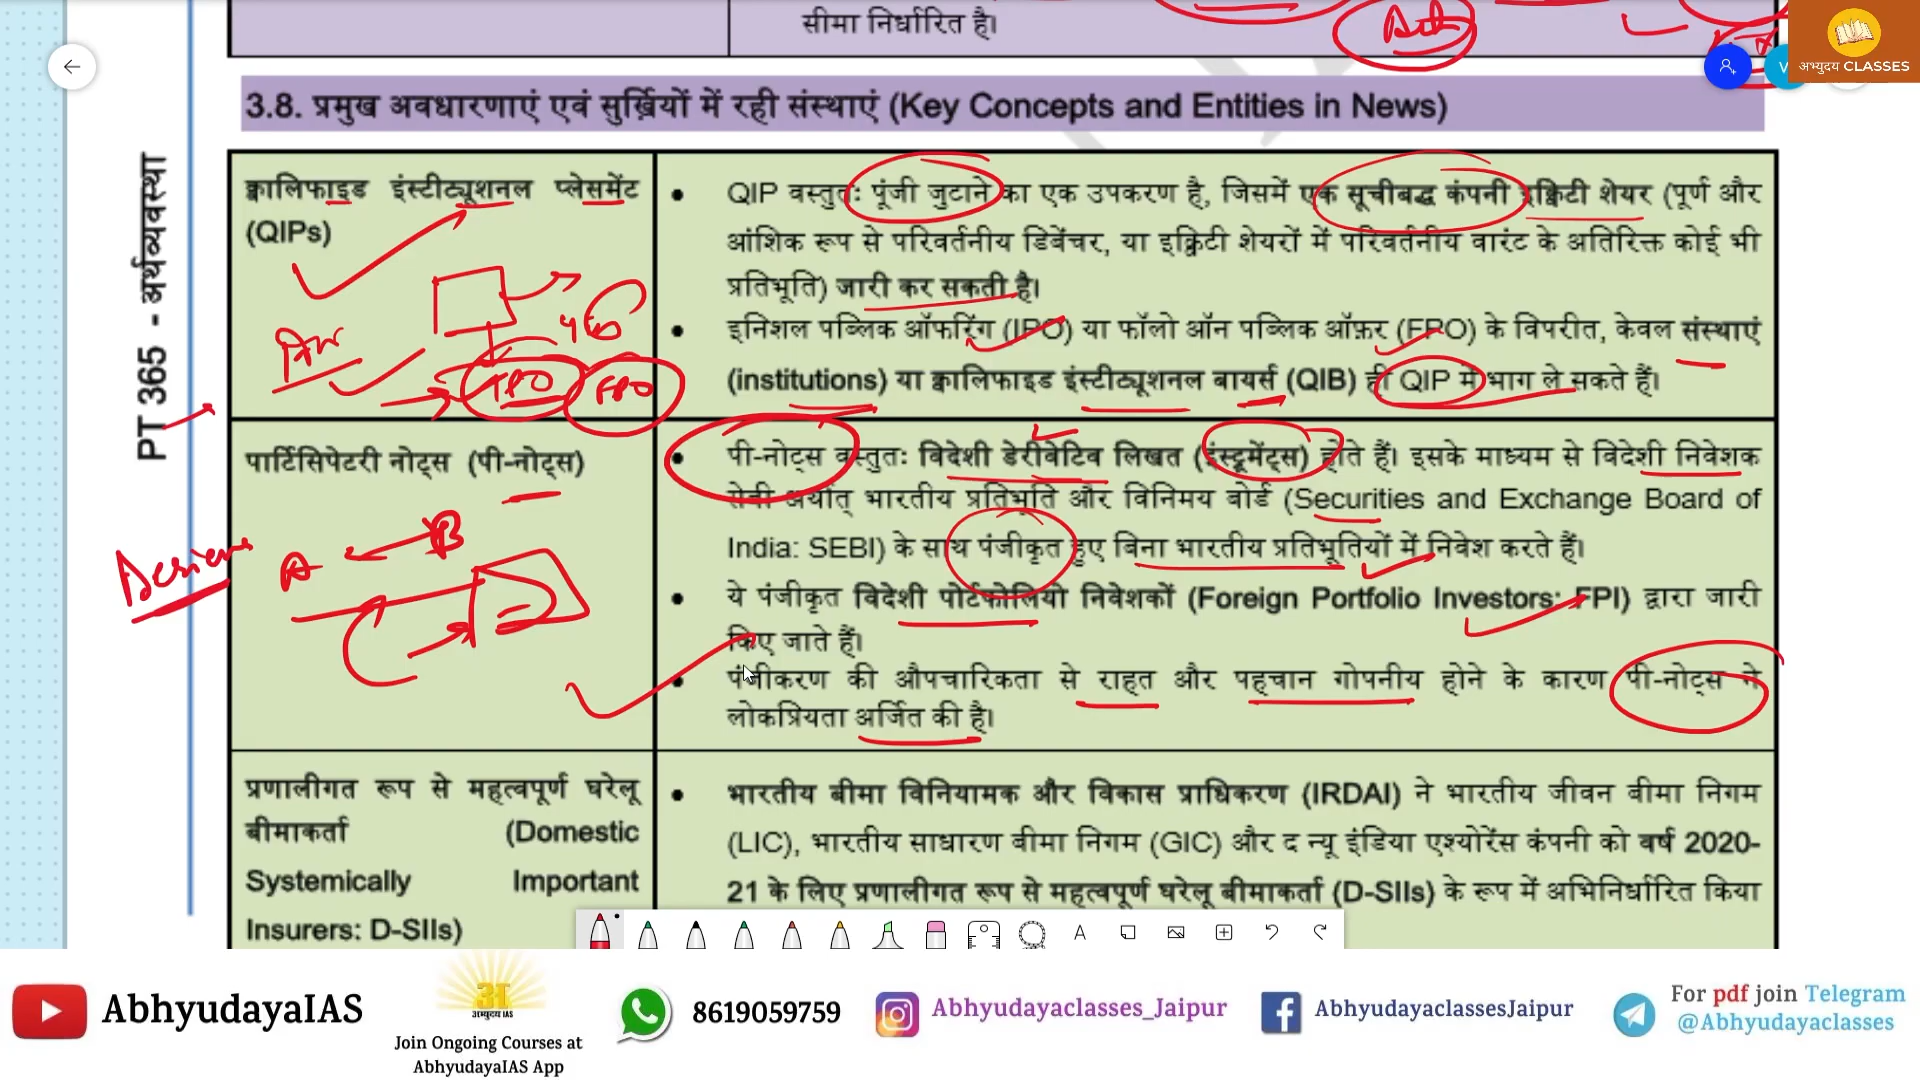 सीमा निर्धारित है।
अभ्युदय CLASSES
3.8. प्रमुख अवधारणाएं एवं सुर्ख़ियों में रही संस्थाएं (Key Concepts and Entities in News)
PT 365 - अर्थव्यवस्था
क्वालिफाइड इंस्टीट्यूशनल प्लेसमेंट
(QIPs)
IPO
FPO
QIP वस्तुतः पूंजी जुटाने का एक उपकरण है, जिसमें एक सूचीबद्ध कंपनी इक्विटी शेयर (पूर्ण और
आंशिक रूप से परिवर्तनीय डिबेंचर, या इक्विटी शेयरों में परिवर्तनीय वारंट के अतिरिक्त कोई भी
प्रतिभूति) जारी कर सकती है।
इनिशल पब्लिक ऑफरिंग (IPO) या फॉलो ऑन पब्लिक ऑफ़र (FPO) के विपरीत, केवल संस्थाएं
(institutions) या क्वालिफाइड इंस्टीट्यूशनल बायर्स (QIB) ही QIP में भाग ले सकते हैं।
पार्टिसिपेटरी नोट्स (पी-नोट्स)
A
B
पी-नोट्स वस्तुतः विदेशी डेरीवेटिव लिखत (इंस्ट्रूमेंट्स) होते हैं। इसके माध्यम से विदेशी निवेशक
सेबी अर्थात् भारतीय प्रतिभूति और विनिमय बोर्ड (Securities and Exchange Board of
India: SEBI) के साथ पंजीकृत हुए बिना भारतीय प्रतिभूतियों में निवेश करते हैं।
ये पंजीकृत विदेशी पोर्टफोलियो निवेशकों (Foreign Portfolio Investors: FPI) द्वारा जारी
किए जाते हैं।
पंजीकरण की औपचारिकता से राहत और पहचान गोपनीय होने के कारण पी-नोट्स ने
लोकप्रियता अर्जित की है।
प्रणालीगत रूप से महत्वपूर्ण घरेलू
बीमाकर्ता (Domestic
Systemically Important
Insurers: D-SIIs)
भारतीय बीमा विनियामक और विकास प्राधिकरण (IRDAI) ने भारतीय जीवन बीमा निगम
(LIC), भारतीय साधारण बीमा निगम (GIC) और द न्यू इंडिया एश्योरेंस कंपनी को वर्ष 2020-
21 के लिए प्रणालीगत रूप से महत्वपूर्ण घरेलू बीमाकर्ता (D-SIIs) के रूप में अभिनिर्धारित किया
AbhyudayaIAS
अभ्युदय IAS
Join Ongoing Courses at
AbhyudayaIAS App
8619059759
Abhyudayaclasses_Jaipur
AbhyudayaclassesJaipur
For pdf join Telegram
@Abhyudayaclasses